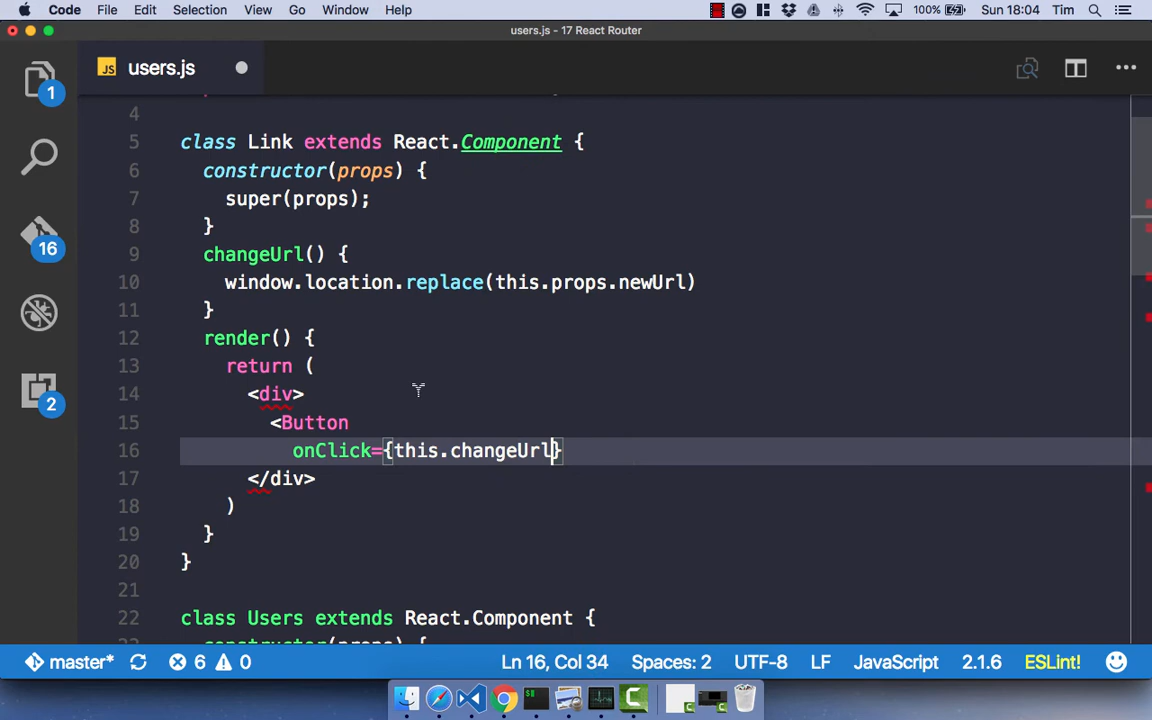 Code File Edit Selection View Go Window Help 100% Sun 18:04 Tim
users.js - 17 React Router
JS users.js
1
16
2
4
5 class Link extends React.Component {
6 constructor(props) {
7 super(props);
8 }
9 changeUrl() {
10 window.location.replace(this.props.newUrl)
11 }
12 render() {
13 return (
14 <div>
15 <Button
16 onClick={this.changeUrl}
17 </div>
18 )
19 }
20 }
21
22 class Users extends React.Component {
constructor(props) {
master* 6 0 Ln 16, Col 34 Spaces: 2 UTF-8 LF JavaScript 2.1.6 ESLint!